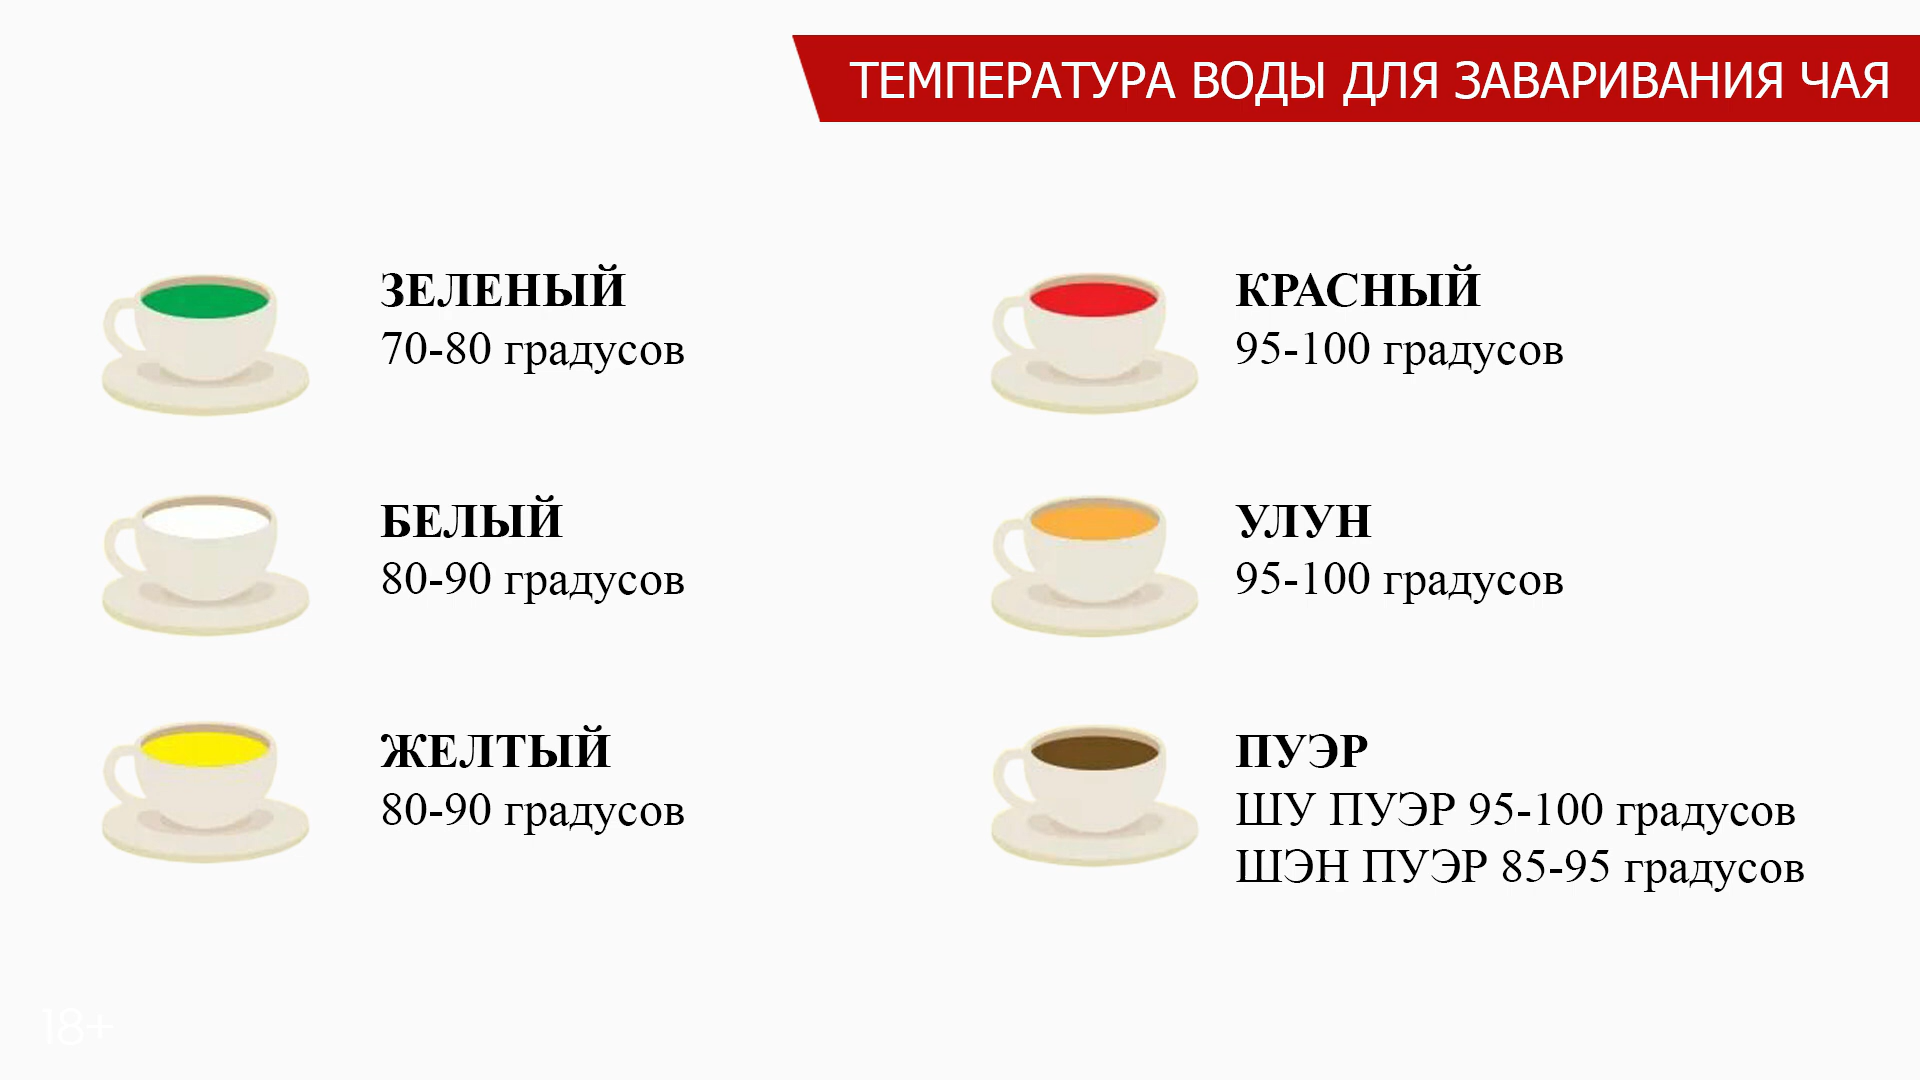 ТЕМПЕРАТУРА ВОДЫ ДЛЯ ЗАВАРИВАНИЯ ЧАЯ
ЗЕЛЕНЫЙ
70-80 градусов
БЕЛЫЙ
80-90 градусов
ЖЕЛТЫЙ
80-90 градусов
КРАСНЫЙ
95-100 градусов
УЛУН
95-100 градусов
ПУЭР
ШУ ПУЭР 95-100 градусов
ШЭН ПУЭР 85-95 градусов
18+